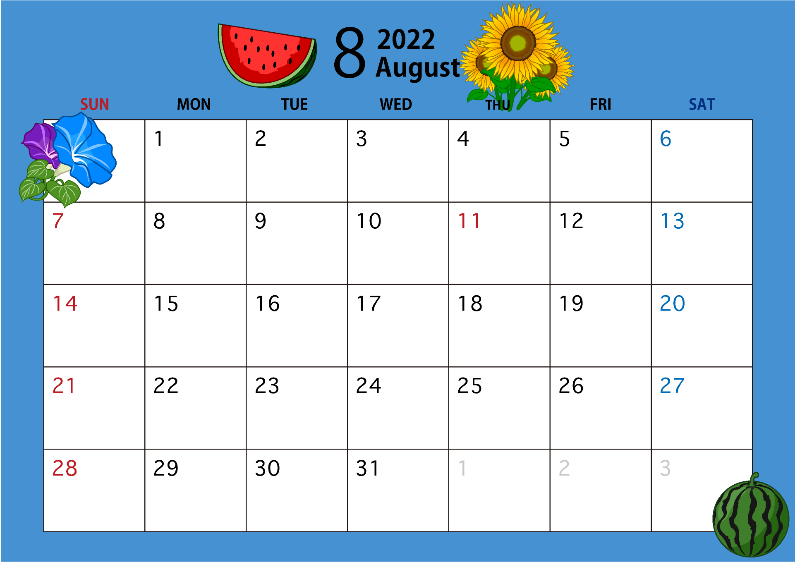 8 2022
August
SUN MON TUE WED THU FRI SAT
1 2 3 4 5 6
7 8 9 10 11 12 13
14 15 16 17 18 19 20
21 22 23 24 25 26 27
28 29 30 31 1 2 3